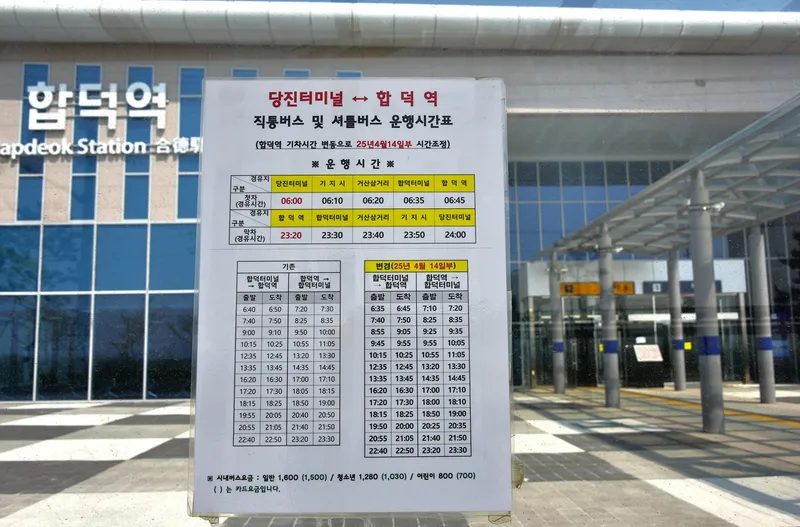 합덕역
apdeok Station 合德駅
당진터미널 ↔ 합 덕 역
직통버스 및 셔틀버스 운행시간표
(합덕역 기차시간 변동으로 25년4월14일부 시간조정)
※ 운 행 시 간 ※
구분 경유지 당진터미널 기 지 시 거산삼거리 합덕터미널 합 덕 역
첫차 (경유시간) 06:00 06:10 06:20 06:35 06:45
구분 경유지 합 덕 역 합덕터미널 거산삼거리 기 지 시 당진터미널
막차 (경유시간) 23:20 23:30 23:40 23:50 24:00
기존
합덕터미널 → 합덕역 합덕역 → 합덕터미널
출발 도착 출발 도착
6:40 6:50 7:20 7:30
7:40 7:50 8:25 8:35
9:00 9:10 9:50 10:00
10:15 10:25 10:55 11:05
12:35 12:45 13:20 13:30
13:35 13:45 14:35 14:45
16:20 16:30 17:00 17:10
17:20 17:30 18:05 18:15
18:15 18:25 18:50 19:00
19:55 20:05 20:40 20:50
20:55 21:05 21:40 21:50
22:40 22:50 23:20 23:30
변경(25년 4월 14일부)
합덕터미널 → 합덕역 합덕역 → 합덕터미널
출발 도착 출발 도착
6:35 6:45 7:10 7:20
7:40 7:50 8:25 8:35
8:55 9:05 9:25 9:35
9:45 9:55 10:05
10:15 10:25 10:55 11:05
12:35 12:45 13:20 13:30
13:35 13:45 14:35 14:45
16:20 16:30 17:00 17:10
17:20 17:30 18:00 18:10
18:15 18:25 18:50 19:00
19:50 20:00 20:25 20:35
20:55 21:05 21:40 21:50
22:40 22:50 23:20 23:30
▣ 시내버스요금 : 일반 1,600 (1,500) / 청소년 1,280 (1,030) / 어린이 800 (700)
( ) 는 카드요금입니다.